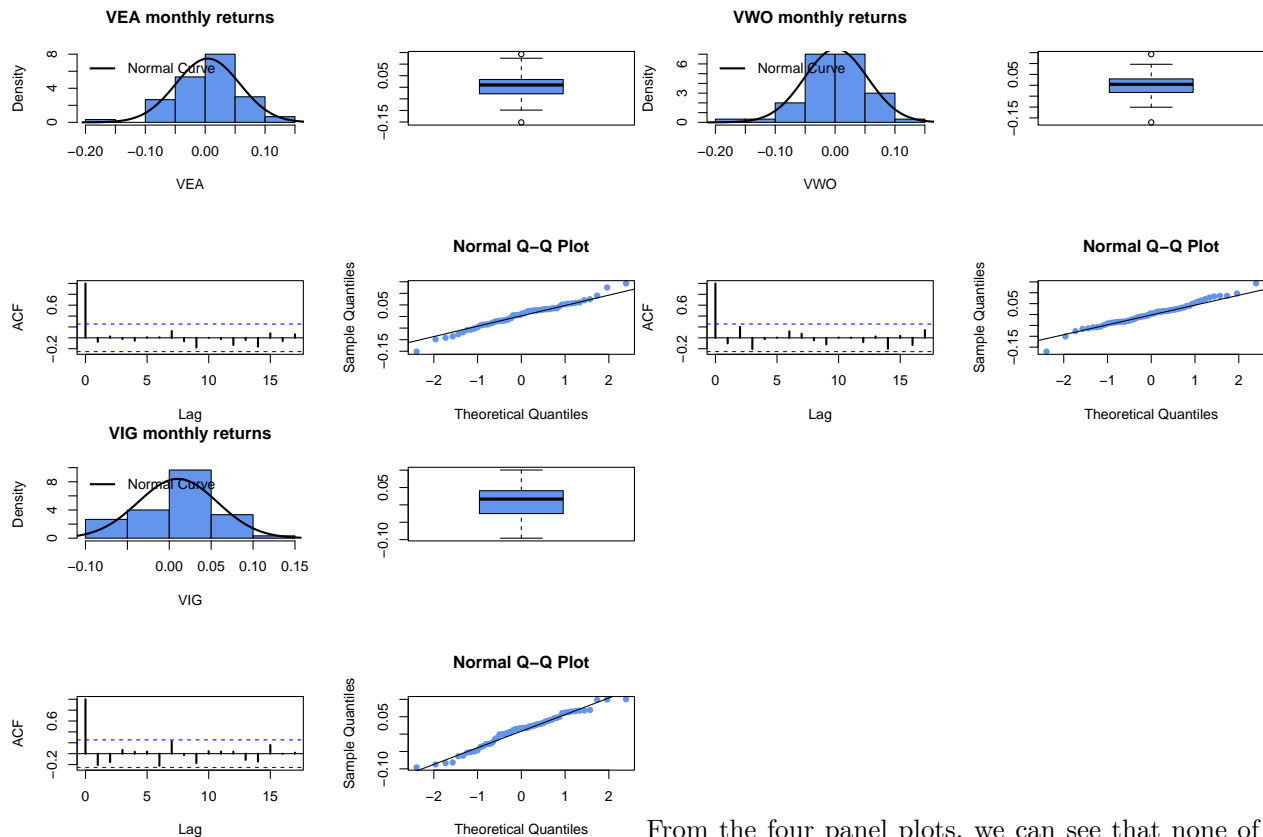 VEA monthly returns
Density
0 4 8
Normal Curve
−0.20 −0.10 0.00 0.10
VEA
−0.15 0.05
VWO monthly returns
Density
0 3 6
Normal Curve
−0.20 −0.10 0.00 0.10
VWO
−0.15 0.05
ACF
−0.2 0.6
0 5 10 15
Lag
Normal Q−Q Plot
Sample Quantiles
−0.15 0.05
−2 −1 0 1 2
Theoretical Quantiles
ACF
−0.2 0.6
0 5 10 15
Lag
Normal Q−Q Plot
Sample Quantiles
−0.15 0.05
−2 −1 0 1 2
Theoretical Quantiles
VIG monthly returns
Density
0 4 8
Normal Curve
−0.10 0.00 0.05 0.15
VIG
−0.10 0.05
ACF
−0.2 0.6
0 5 10 15
Lag
Normal Q−Q Plot
Sample Quantiles
−0.10 0.05
−2 −1 0 1 2
Theoretical Quantiles
From the four panel plots, we can see that none of